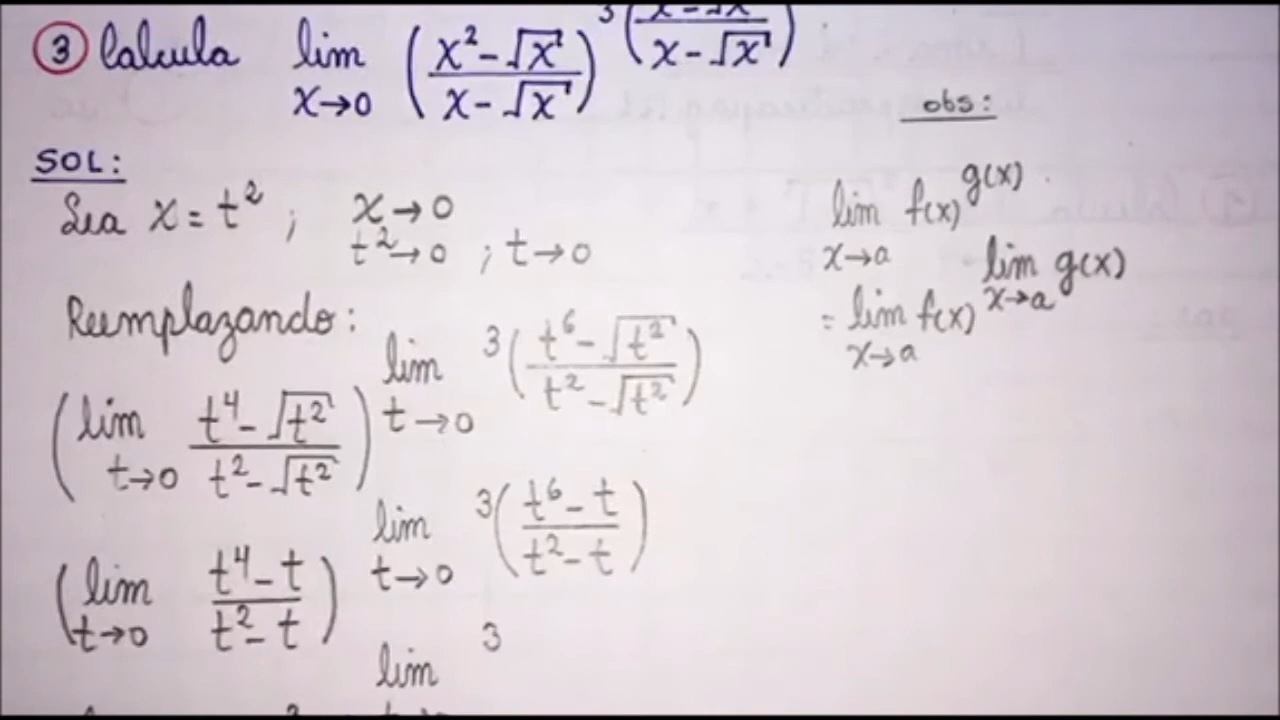 ③ Calcula lim x→0 ((x² - √x)/(x - √x))^(3((x - √x)/(x - √x)))
obs:
SOL:
Sea x = t² ; x→0
t²→0 ; t→0
lim x→a f(x)^g(x)
= lim x→a f(x)^(lim x→a g(x))
Reemplazando:
(lim t→0 (t⁴ - √t²)/(t² - √t²))^(lim t→0 3((t⁶ - √t²)/(t² - √t²)))
(lim t→0 (t⁴ - t)/(t² - t))^(lim t→0 3((t⁶ - t)/(t² - t)))
lim 3